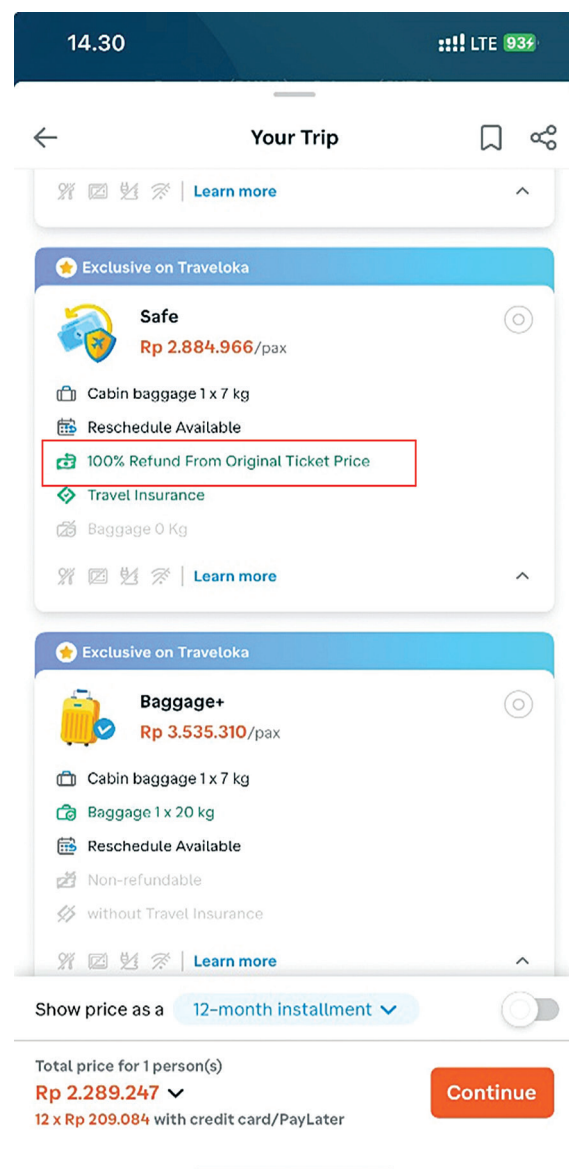 14.30
LTE 93
Your Trip
Learn more
Exclusive on Traveloka
Safe
Rp 2.884.966/pax
Cabin baggage 1 x 7 kg
Reschedule Available
100% Refund From Original Ticket Price
Travel Insurance
Baggage 0 Kg
Learn more
Exclusive on Traveloka
Baggage+
Rp 3.535.310/pax
Cabin baggage 1 x 7 kg
Baggage 1 x 20 kg
Reschedule Available
Non-refundable
without Travel Insurance
Learn more
Show price as a 12-month installment
Total price for 1 person(s)
Rp 2.289.247
Continue
12 x Rp 209.084 with credit card/PayLater